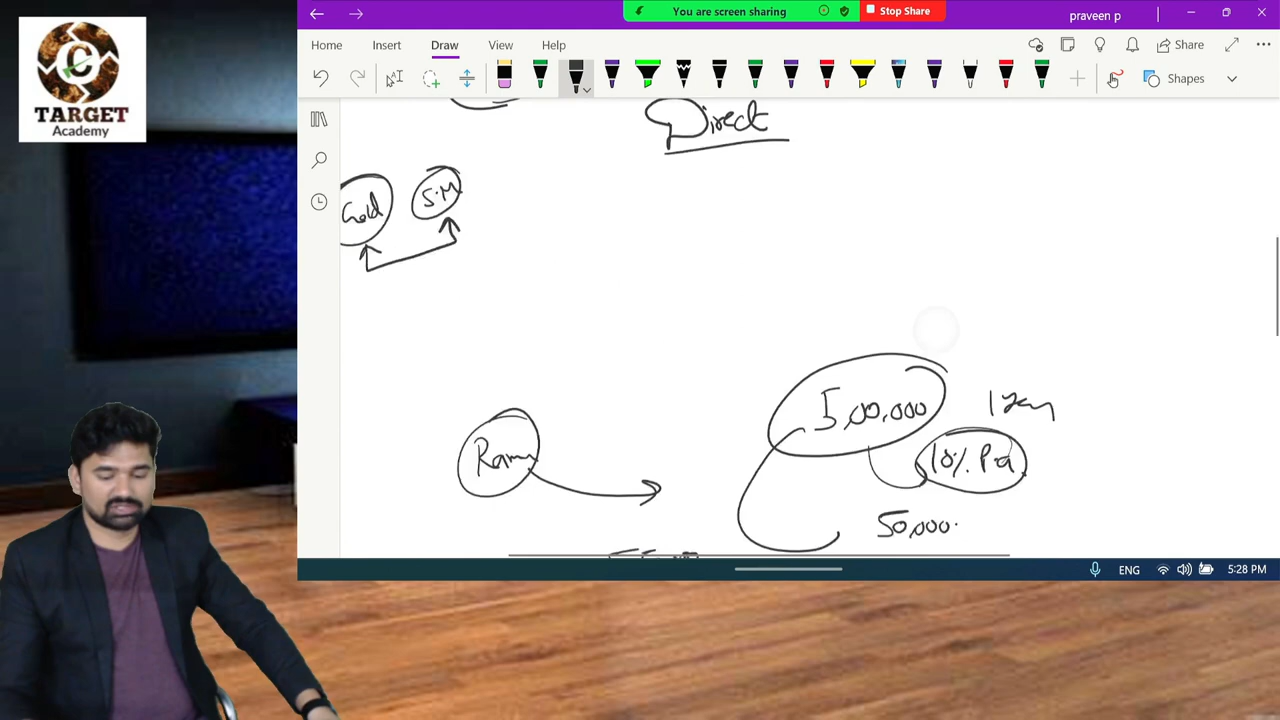 TARGET
Academy
You are screen sharing
Stop Share
praveen p
Home Insert Draw View Help
Share
Shapes
Direct
Gold S.M
5,00,000 1 year
Ramu 10% Pa
50,000.
ENG 5:28 PM